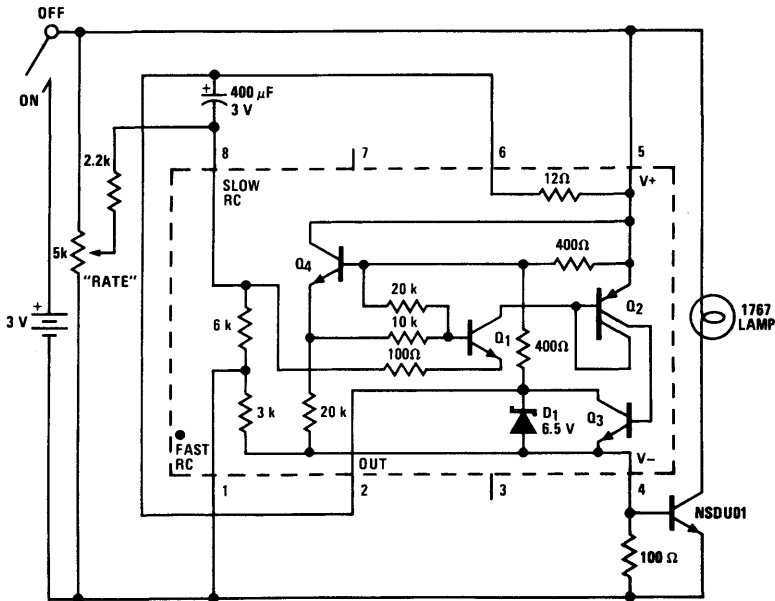 OFF
ON
+
400 μF
3 V
2.2k
8
7
6
5
SLOW
RC
12Ω
V+
5k
"RATE"
Q4
400Ω
20 k
Q2
+
3 V
6 k
10 k
Q1
400Ω
1767
LAMP
100Ω
3 k
20 k
D1
6.5 V
Q3
FAST
RC
OUT
V−
1
2
3
4
NSDU01
100 Ω